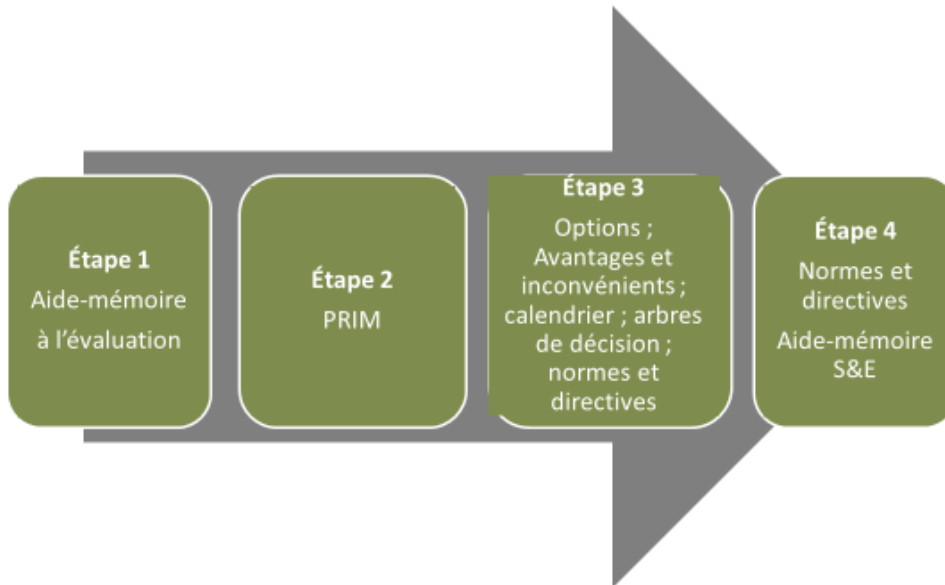 Étape 1
Aide-mémoire
à l'évaluation
Étape 2
PRIM
Étape 3
Options ;
Avantages et
inconvénients ;
calendrier ; arbres
de décision ;
normes et
directives
Étape 4
Normes et
directives
Aide-mémoire
S&E